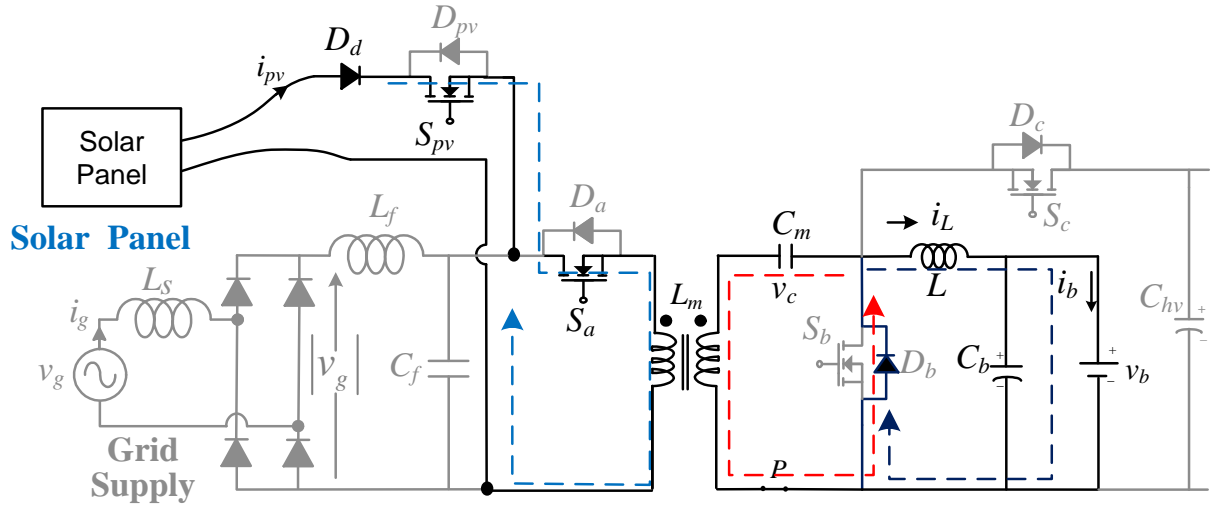 D_pv
D_d
i_pv
Solar
Panel
S_pv
D_c
S_c
Solar Panel
L_f
D_a
C_m
i_L
L_s
S_a
L_m
v_c
L
i_b
C_hv
+
−
i_g
v_g
|v_g|
C_f
S_b
D_b
C_b
+
−
+
−
v_b
Grid
Supply
P